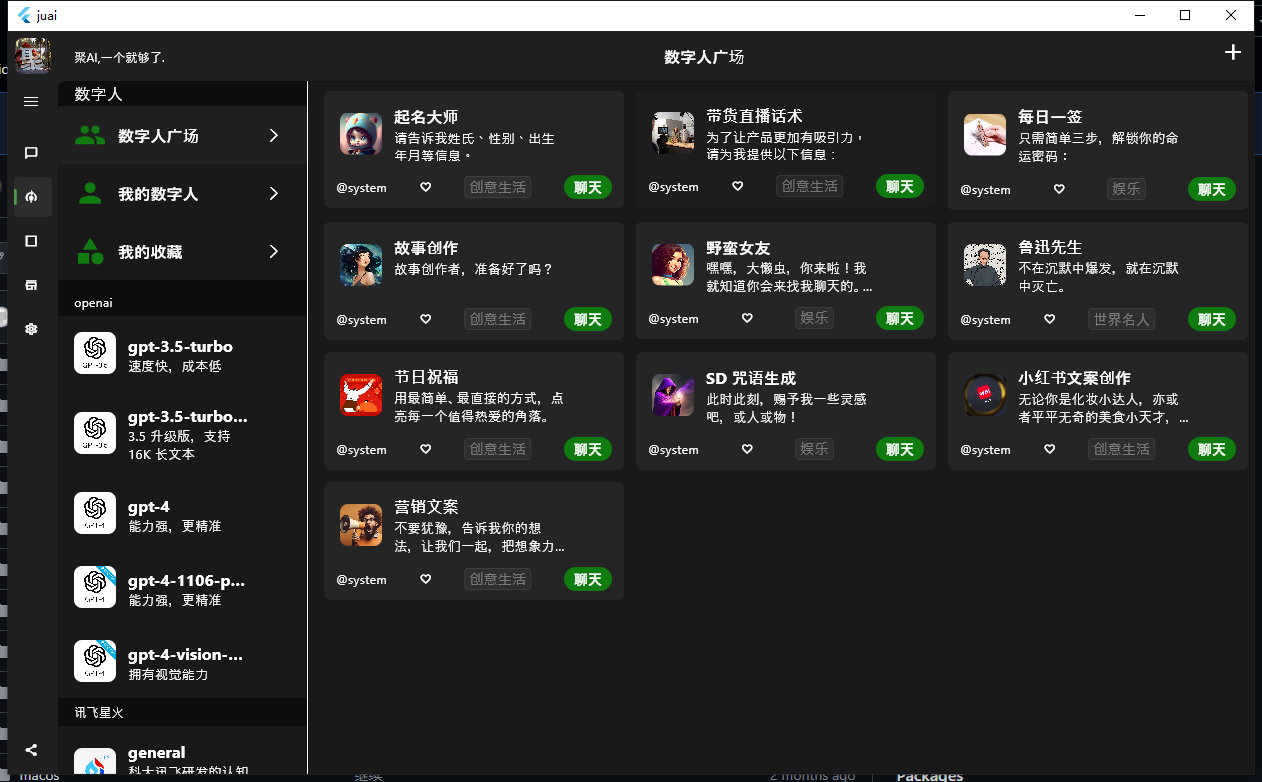 juai
聚
聚AI,一个就够了.
数字人广场
数字人
数字人广场
我的数字人
我的收藏
openai
gpt-3.5-turbo
速度快，成本低
gpt-3.5-turbo...
3.5 升级版，支持
16K 长文本
gpt-4
能力强，更精准
GPT-4
gpt-4-1106-p...
能力强，更精准
gpt-4-vision-...
拥有视觉能力
讯飞星火
general
科大讯飞研发的认知
起名大师
请告诉我姓氏、性别、出生
年月等信息。
@system
创意生活
聊天
带货直播话术
为了让产品更加有吸引力，
请为我提供以下信息：
@system
创意生活
聊天
每日一签
只需简单三步，解锁你的命
运密码：
@system
娱乐
聊天
故事创作
故事创作者，准备好了吗？
@system
创意生活
聊天
野蛮女友
嘿嘿，大懒虫，你来啦！我
就知道你会来找我聊天的。...
@system
娱乐
聊天
鲁迅先生
不在沉默中爆发，就在沉默
中灭亡。
@system
世界名人
聊天
节日祝福
用最简单、最直接的方式，点
亮每一个值得热爱的角落。
@system
创意生活
聊天
SD 咒语生成
此时此刻，赐予我一些灵感
吧，或人或物！
@system
娱乐
聊天
小红书文案创作
无论你是化妆小达人，亦或
者平平无奇的美食小天才，...
@system
创意生活
聊天
营销文案
不要犹豫，告诉我你的想
法，让我们一起，把想象力...
@system
创意生活
聊天
macos
继续
2 months ago
Packages